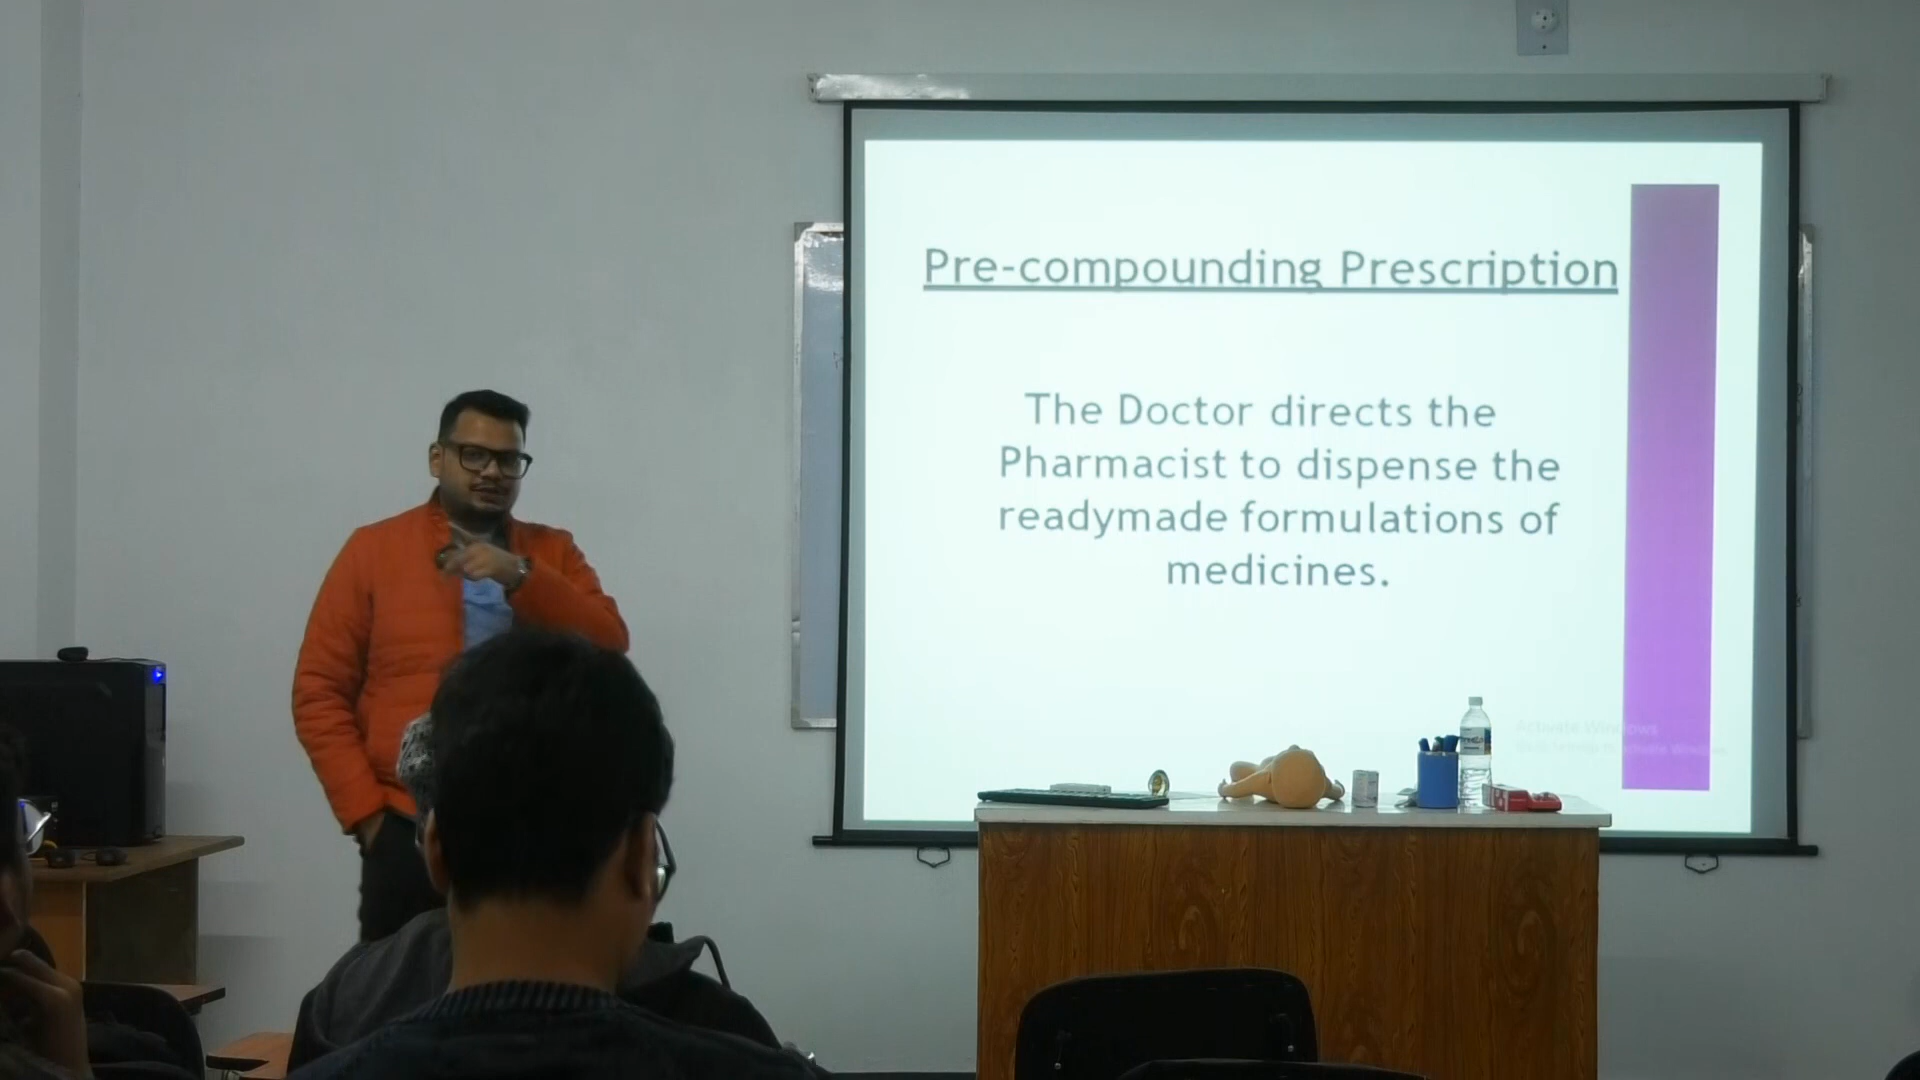 Pre-compounding Prescription
The Doctor directs the
Pharmacist to dispense the
readymade formulations of
medicines.
Activate Windows